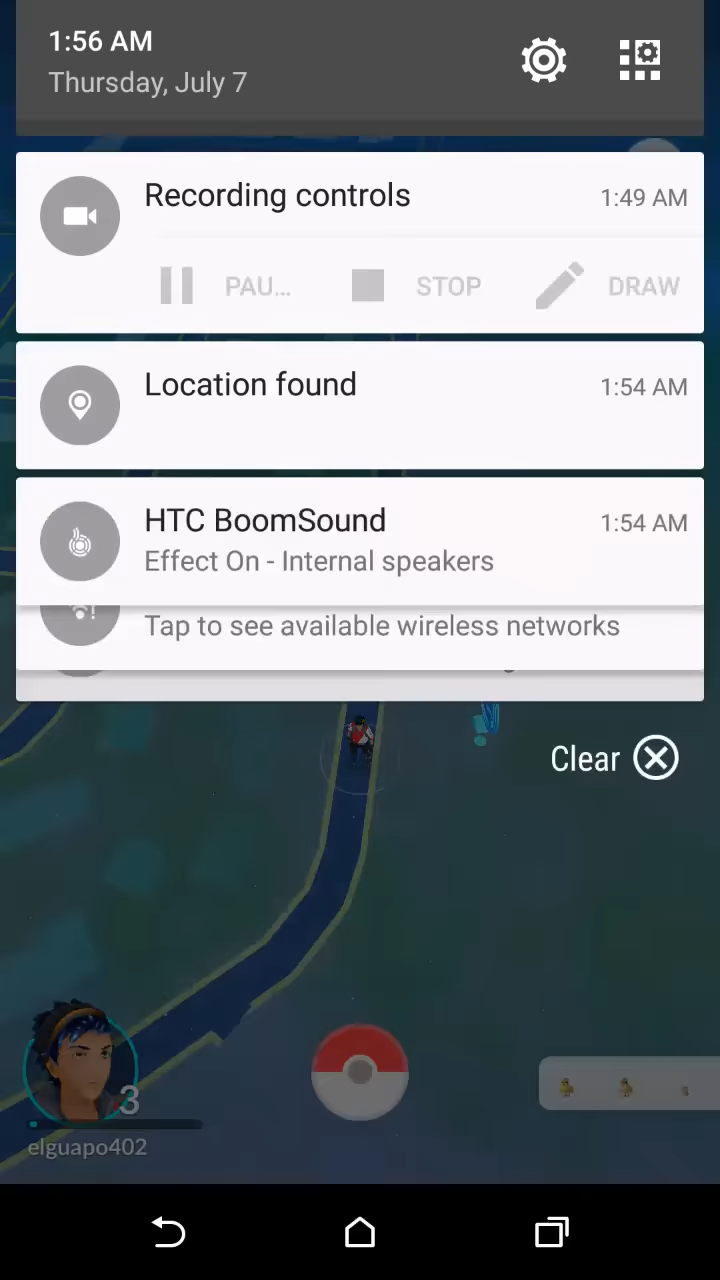 1:56 AM
Thursday, July 7
Recording controls
1:49 AM
PAU...
STOP
DRAW
Location found
1:54 AM
HTC BoomSound
1:54 AM
Effect On - Internal speakers
Tap to see available wireless networks
Clear
3
elguapo402